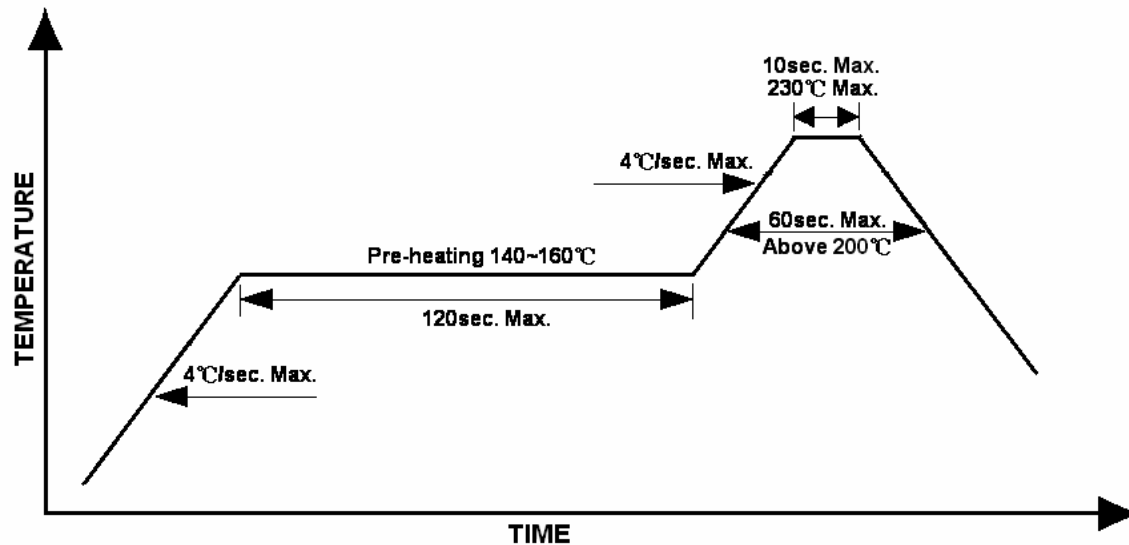 10sec. Max.
230℃ Max.
4℃/sec. Max.
60sec. Max.
Above 200℃
Pre-heating 140~160℃
120sec. Max.
4℃/sec. Max.
TEMPERATURE
TIME